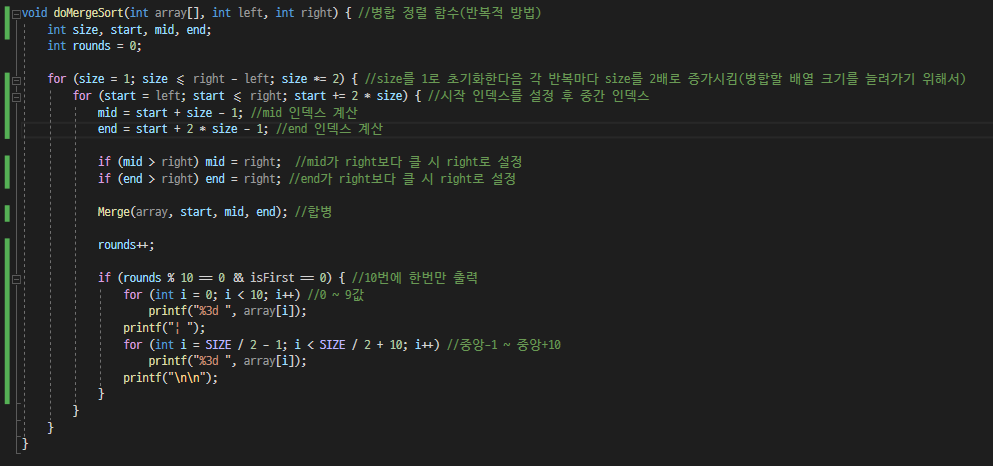 void doMergeSort(int array[], int left, int right) { //병합 정렬 함수(반복적 방법)
int size, start, mid, end;
int rounds = 0;
for (size = 1; size <= right - left; size *= 2) { //size를 1로 초기화한다음 각 반복마다 size를 2배로 증가시킴(병합할 배열 크기를 늘려가기 위해서)
for (start = left; start <= right; start += 2 * size) { //시작 인덱스를 설정 후 중간 인덱스
mid = start + size - 1; //mid 인덱스 계산
end = start + 2 * size - 1; //end 인덱스 계산
if (mid > right) mid = right;  //mid가 right보다 클 시 right로 설정
if (end > right) end = right; //end가 right보다 클 시 right로 설정
Merge(array, start, mid, end); //합병
rounds++;
if (rounds % 10 == 0 && isFirst == 0) { //10번에 한번만 출력
for (int i = 0; i < 10; i++) //0 ~ 9값
printf("%3d ", array[i]);
printf("| ");
for (int i = SIZE / 2 - 1; i < SIZE / 2 + 10; i++) //중앙-1 ~ 중앙+10
printf("%3d ", array[i]);
printf("\n\n");
}
}
}
}